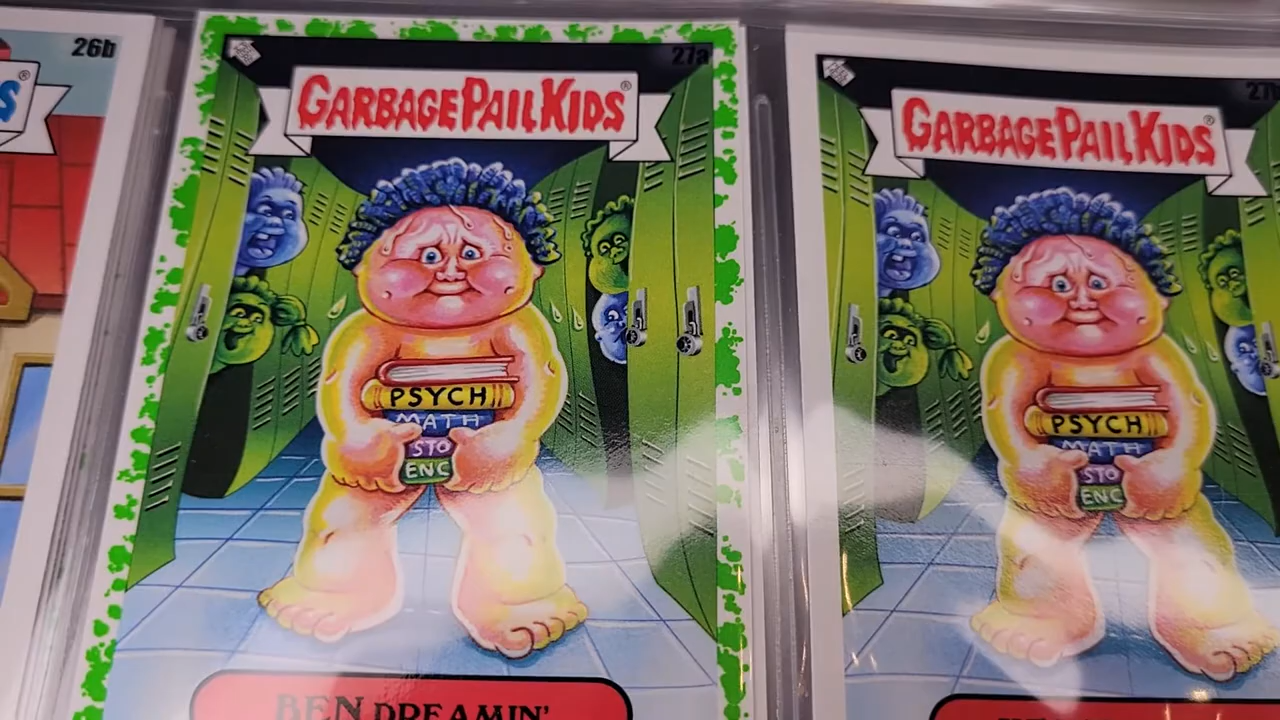 26b
S®
27a
GARBAGE PAIL KIDS®
PSYCH
MATH
STO
ENC
BEN DREAMIN'
GARBAGE PAIL KIDS®
PSYCH
MATH
STO
ENC